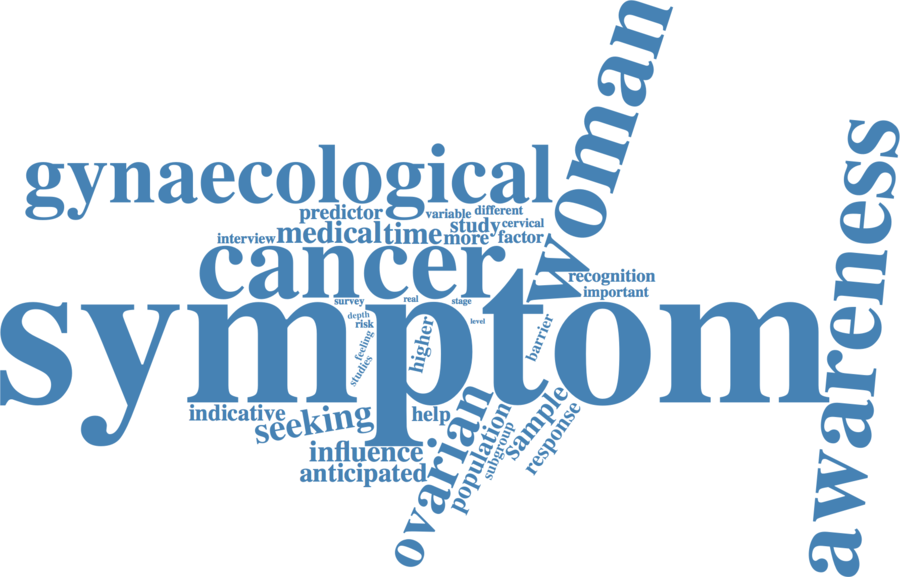 woman
awareness
gynaecological
predictor
variable
different
study
cervical
interview
medical
time
more
factor
cancer
recognition
important
symptom
survey
real
stage
depth
risk
level
feeling
studies
higher
barrier
indicative
seeking
help
ovarian
population
subgroup
sample
response
influence
anticipated